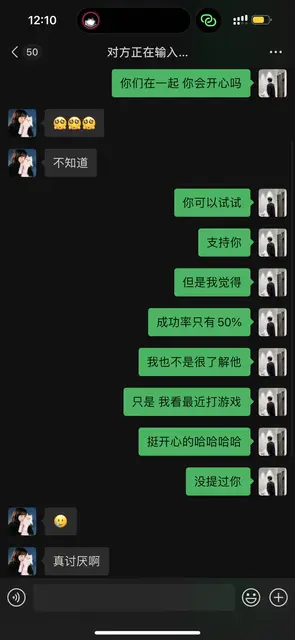 12:10
50
对方正在输入...
你们在一起 你会开心吗
不知道
你可以试试
支持你
但是我觉得
成功率只有 50%
我也不是很了解他
只是 我看最近打游戏
挺开心的哈哈哈哈
没提过你
真讨厌啊